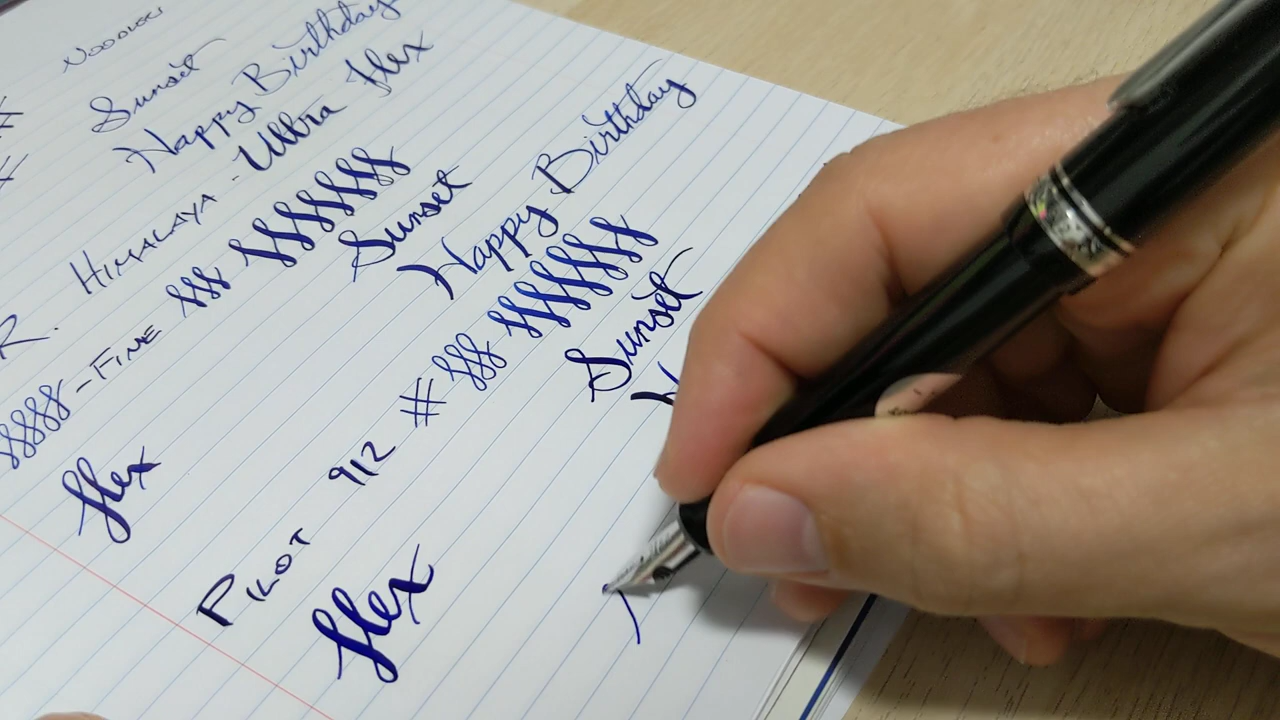 Sunset
Happy Birthday
R. HIMALAYA - Ultra flex
- FINE
Sunset
flex
Happy Birthday
PILOT 912 #
Sunset
flex
H